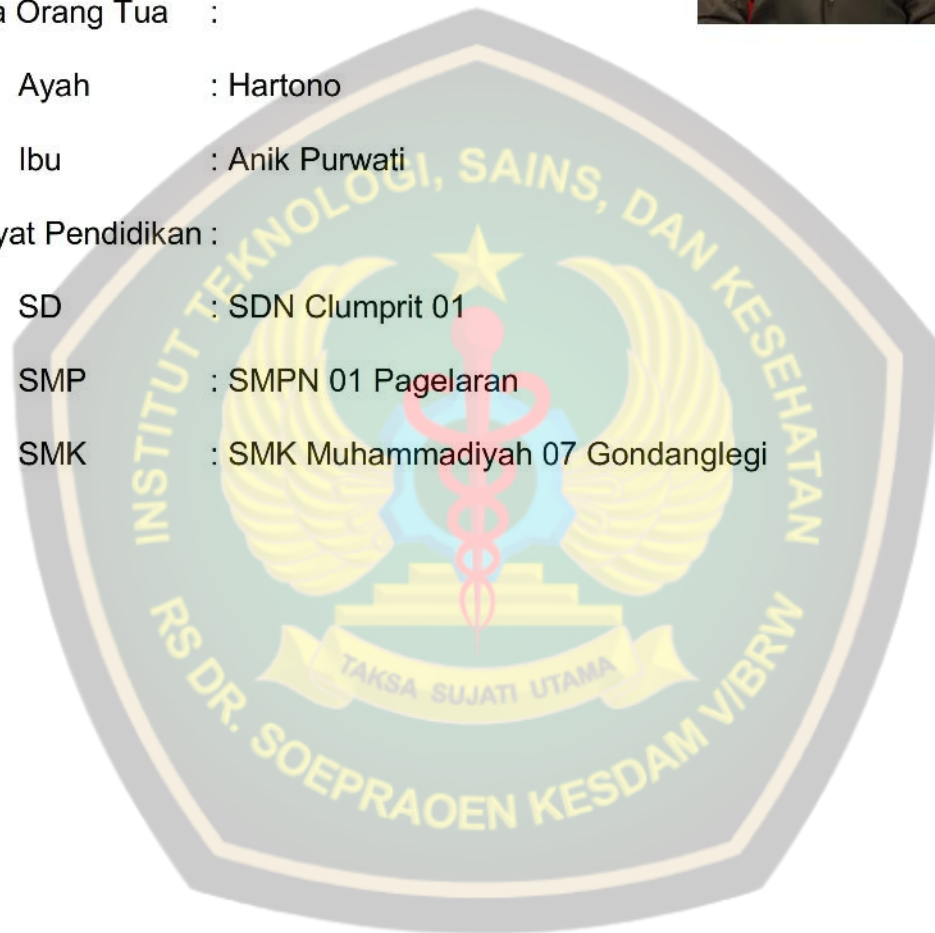 a Orang Tua :
Ayah : Hartono
Ibu : Anik Purwati
yat Pendidikan :
SD : SDN Clumprit 01
SMP : SMPN 01 Pagelaran
SMK : SMK Muhammadiyah 07 Gondanglegi
INSTITUT TEKNOLOGI, SAINS, DAN KESEHATAN
TAKSA SUJATI UTAMA
RS DR. SOEPRAOEN KESDAM V/BRW